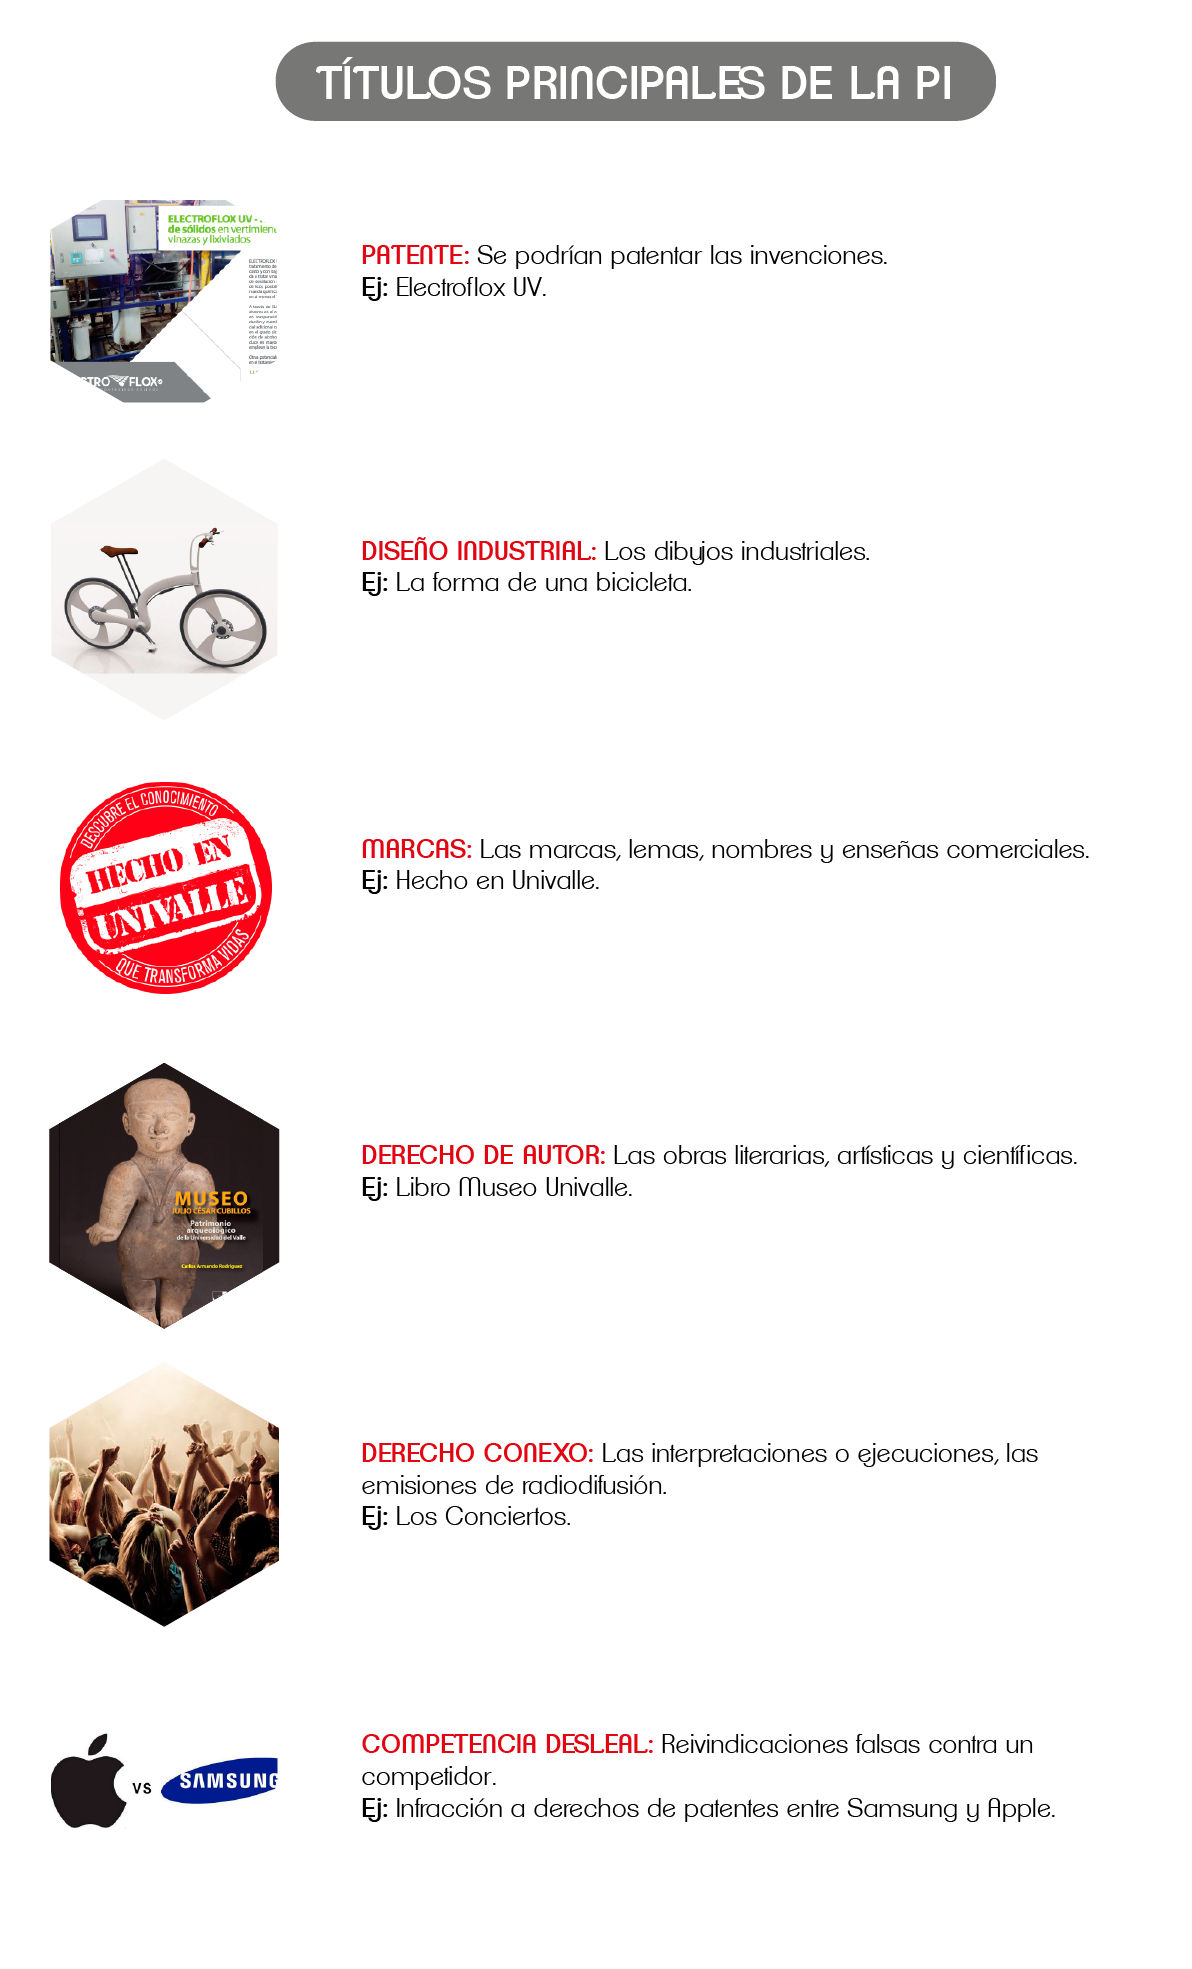 TÍTULOS PRINCIPALES DE LA PI
ELECTROFLOX UV -
de sólidos en
vinazas y lixiviados
FLOX
PATENTE: Se podrían patentar las invenciones.
Ej: Electroflox UV.
DISEÑO INDUSTRIAL: Los dibujos industriales.
Ej: La forma de una bicicleta.
DESCUBRE EL CONOCIMIENTO
HECHO EN
UNIVALLE
QUE TRANSFORMA VIDAS
MARCAS: Las marcas, lemas, nombres y enseñas comerciales.
Ej: Hecho en Univalle.
MUSEO
JULIO CÉSAR CUBILLOS
Patrimonio
arqueológico
de la Universidad del Valle
Carlos Armando Rodríguez
DERECHO DE AUTOR: Las obras literarias, artísticas y científicas.
Ej: Libro Museo Univalle.
DERECHO CONEXO: Las interpretaciones o ejecuciones, las
emisiones de radiodifusión.
Ej: Los Conciertos.
VS
SAMSUNG
COMPETENCIA DESLEAL: Reivindicaciones falsas contra un
competidor.
Ej: Infracción a derechos de patentes entre Samsung y Apple.